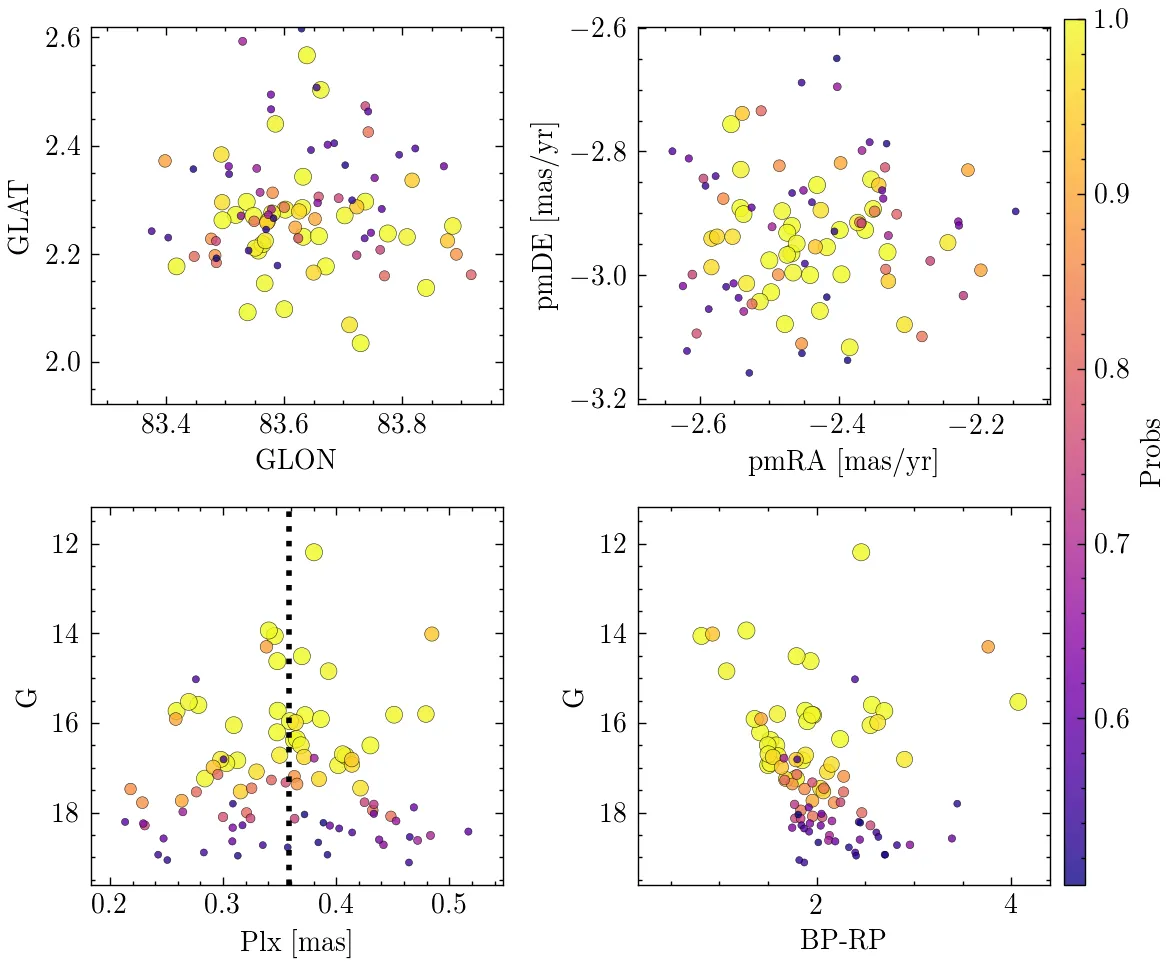 2.6
2.4
2.2
2.0
GLAT
83.4 83.6 83.8
GLON
−2.6
−2.8
−3.0
−3.2
pmDE [mas/yr]
−2.6 −2.4 −2.2
pmRA [mas/yr]
12
14
16
18
G
0.2 0.3 0.4 0.5
Plx [mas]
12
14
16
18
G
2 4
BP-RP
1.0
0.9
0.8
0.7
0.6
Probs